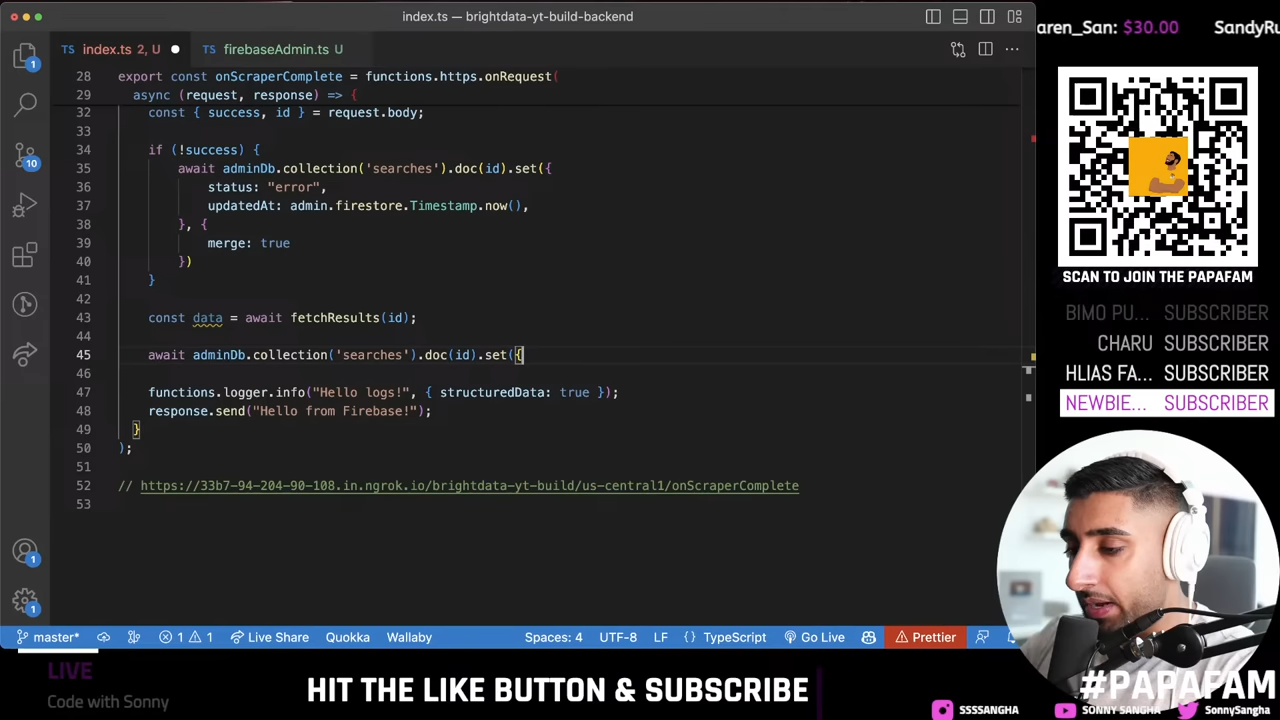 index.ts — brightdata-yt-build-backend
TS index.ts 2, U
TS firebaseAdmin.ts U
28 export const onScraperComplete = functions.https.onRequest(
29 async (request, response) => {
32 const { success, id } = request.body;
33
34 if (!success) {
35 await adminDb.collection('searches').doc(id).set({
36 status: "error",
37 updatedAt: admin.firestore.Timestamp.now(),
38 }, {
39 merge: true
40 })
41 }
42
43 const data = await fetchResults(id);
44
45 await adminDb.collection('searches').doc(id).set({
46
47 functions.logger.info("Hello logs!", { structuredData: true });
48 response.send("Hello from Firebase!");
49 }
50 );
51
52 // https://33b7-94-204-90-108.in.ngrok.io/brightdata-yt-build/us-central1/onScraperComplete
53
1
10
1
1
master* 1 1 Live Share Quokka Wallaby Spaces: 4 UTF-8 LF {} TypeScript Go Live Prettier
aren_San: $30.00 SandyRu
SCAN TO JOIN THE PAPAFAM
BIMO PU... SUBSCRIBER
CHARU SUBSCRIBER
HLIAS FA... SUBSCRIBER
NEWBIE... SUBSCRIBER
LIVE
Code with Sonny
HIT THE LIKE BUTTON & SUBSCRIBE
#PAPAFAM
SSSSANGHA SONNY SANGHA SonnySangha